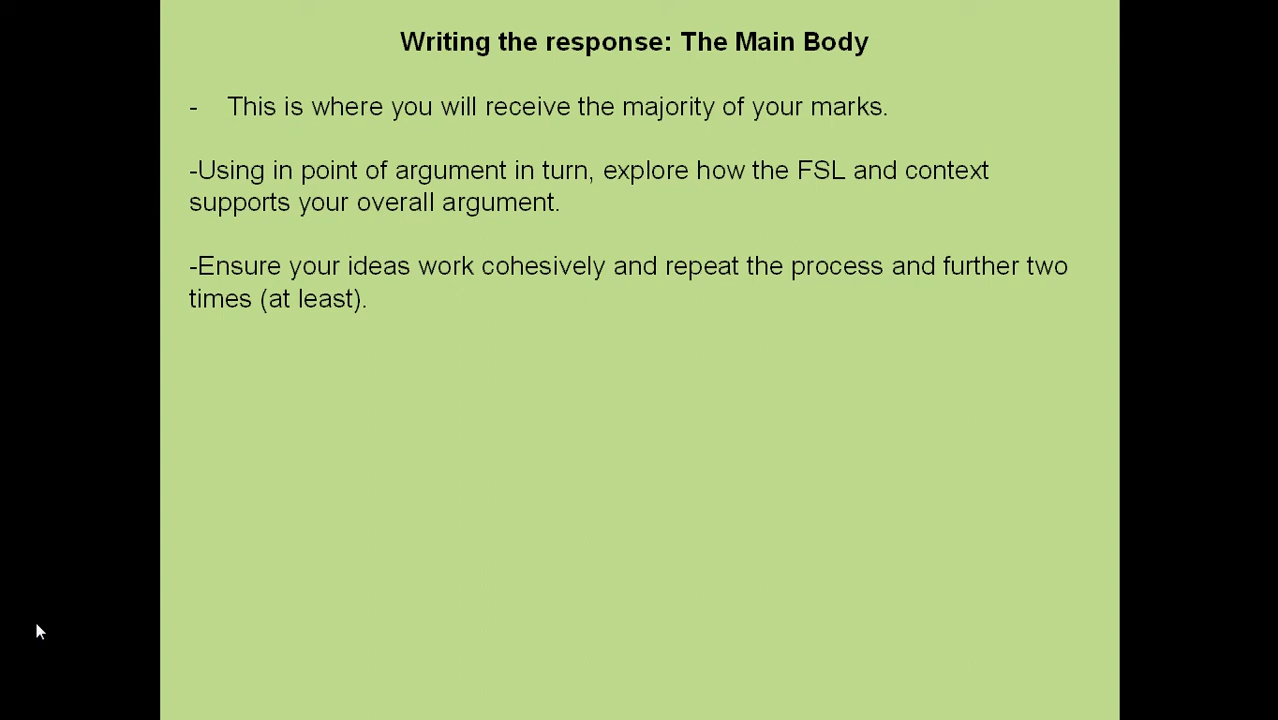 Writing the response: The Main Body
- This is where you will receive the majority of your marks.
-Using in point of argument in turn, explore how the FSL and context
supports your overall argument.
-Ensure your ideas work cohesively and repeat the process and further two
times (at least).